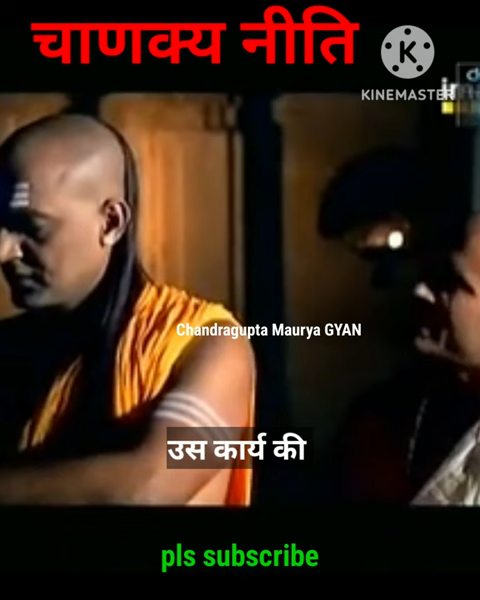 चाणक्य नीति
KINEMASTER
Chandragupta Maurya GYAN
उस कार्य की
pls subscribe